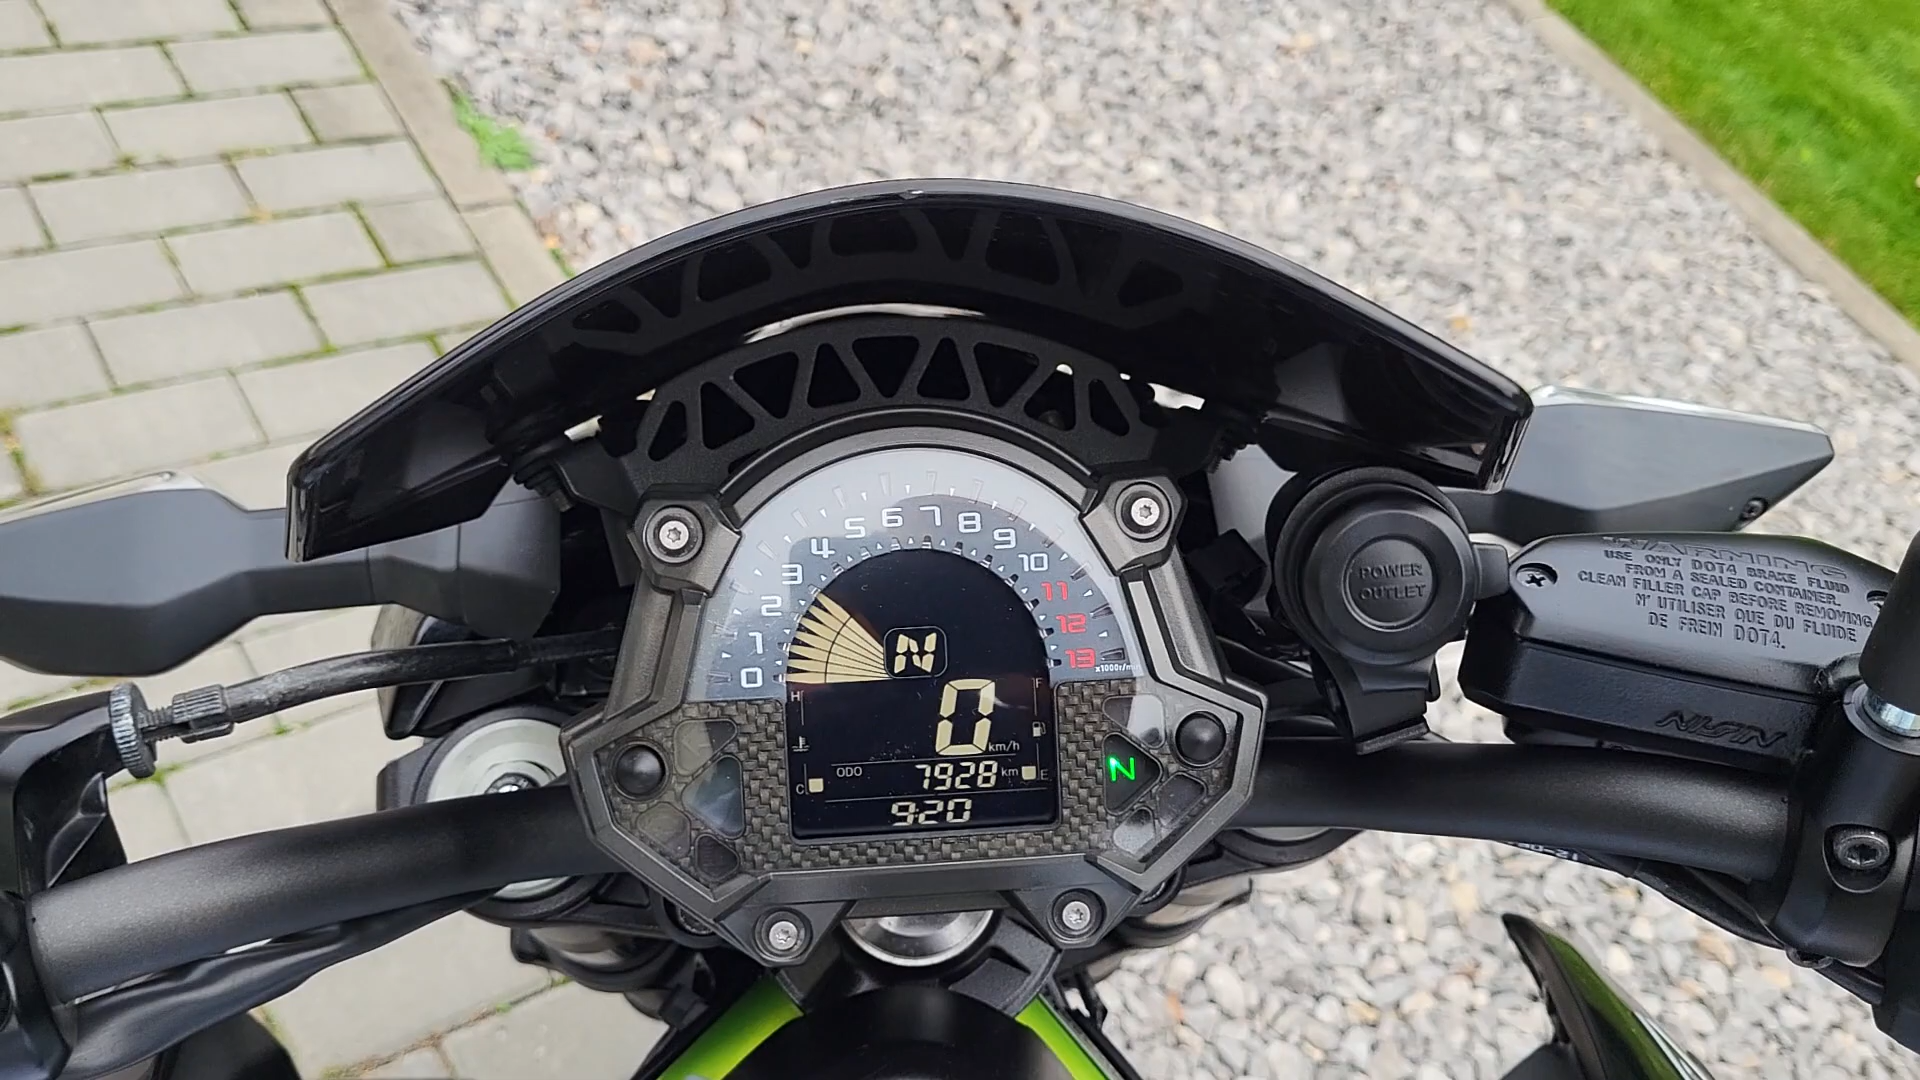 0 1 2 3 4 5 6 7 8 9 10 11 12 13
x1000r/min
N
H
F
0 km/h
ODO 7928 km
C
E
9:20
N
POWER
OUTLET
WARNING
USE ONLY DOT4 BRAKE FLUID
FROM A SEALED CONTAINER.
CLEAN FILLER CAP BEFORE REMOVING
N' UTILISER QUE DU FLUIDE
DE FREIN DOT4.
NISSIN